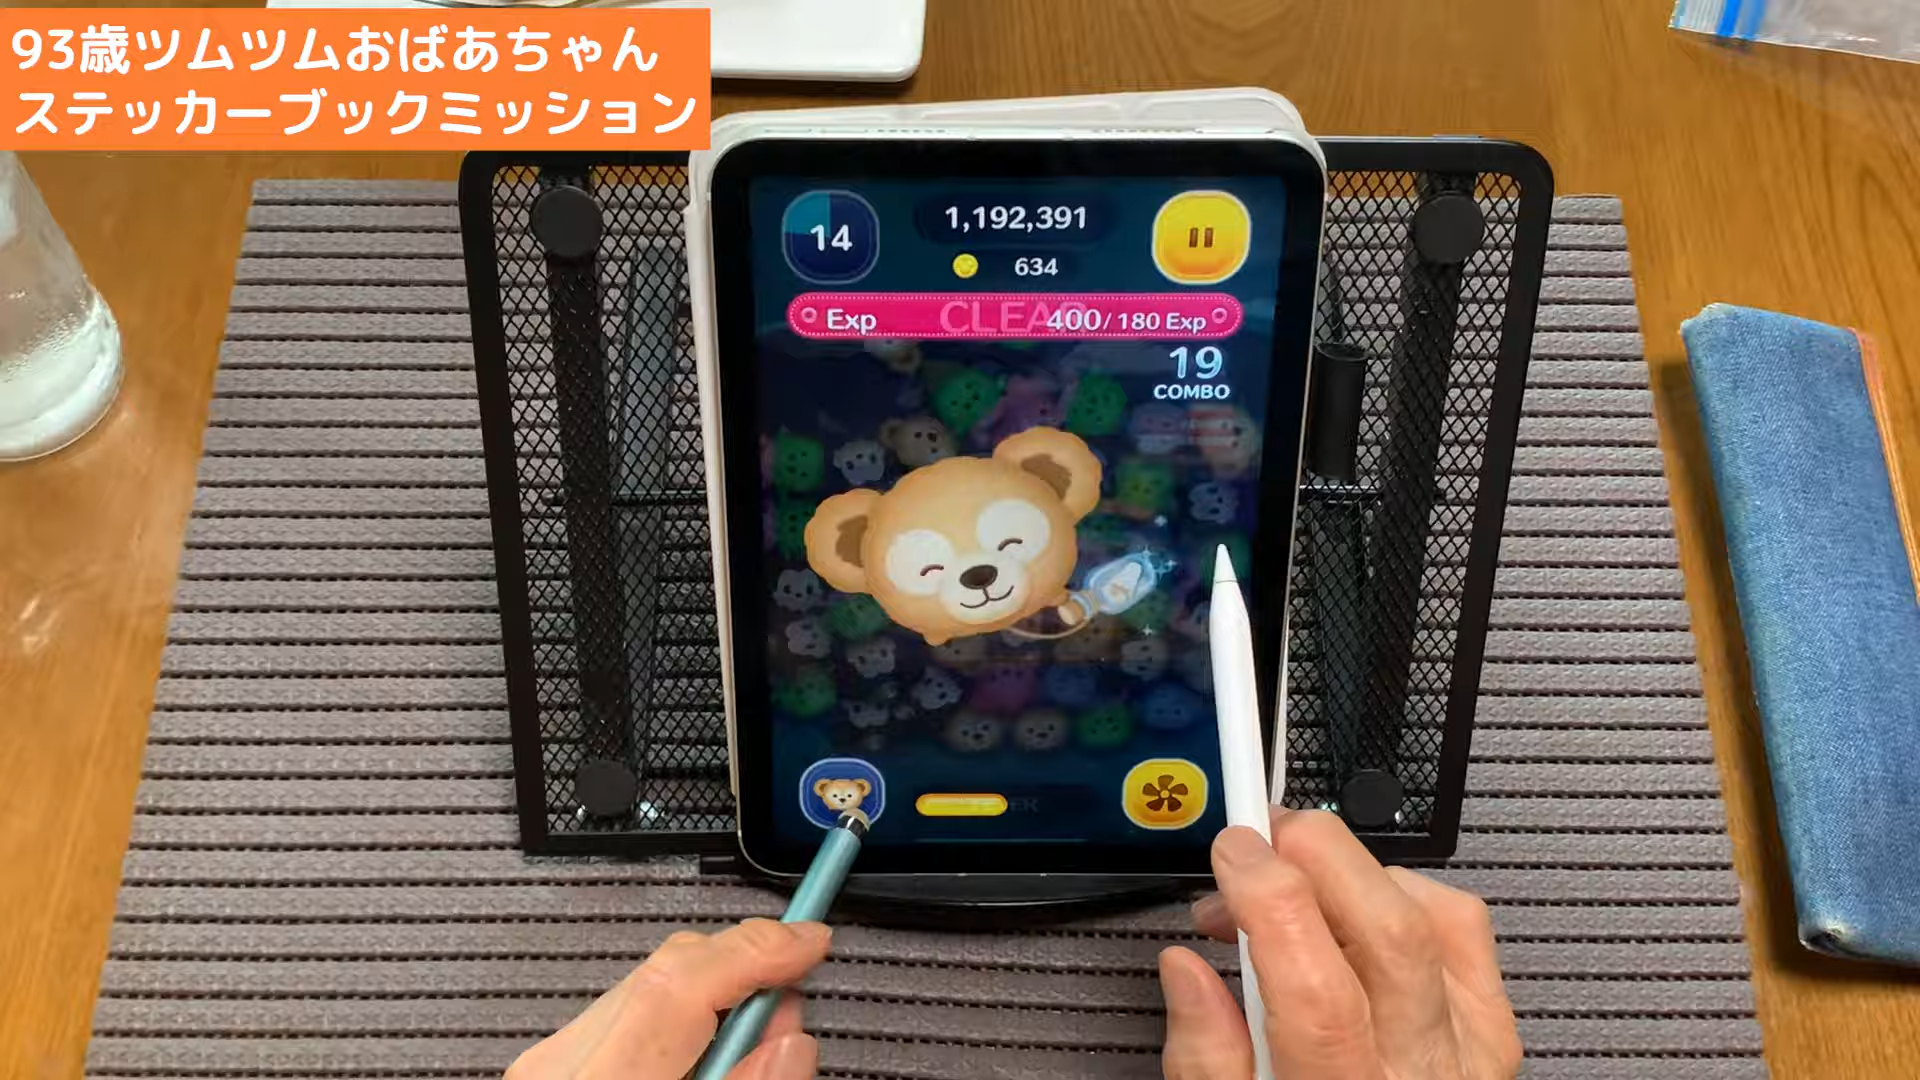 93歳ツムツムおばあちゃん
ステッカーブックミッション
14
1,192,391
634
Exp
CLEAR
400/180 Exp
19
COMBO